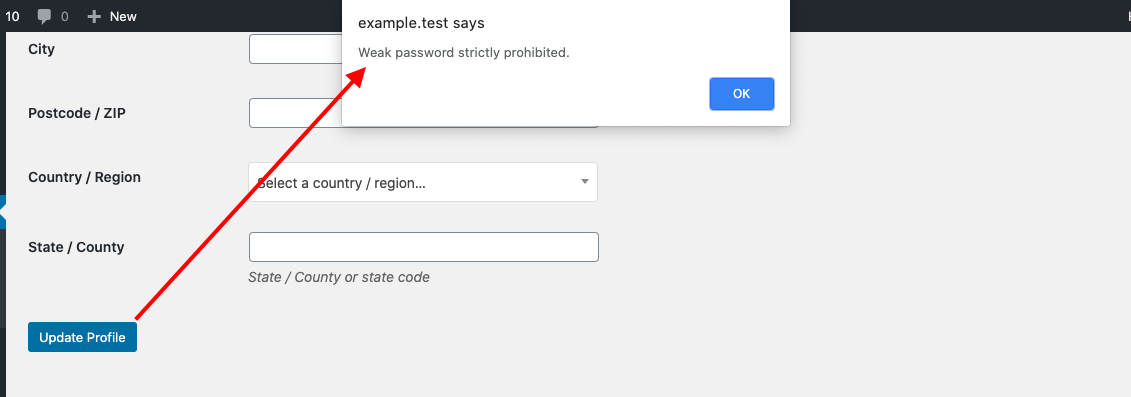 10 0 + New
example.test says
Weak password strictly prohibited.
OK
City
Postcode / ZIP
Country / Region
Select a country / region...
State / County
State / County or state code
Update Profile